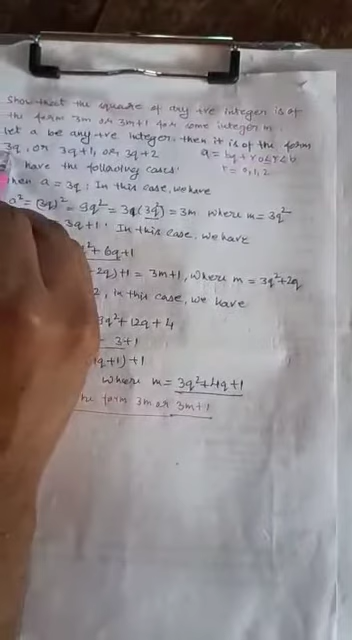 Show that the square of any +ve integer is of
the form 3m or 3m+1 for some integer m.
Let a be any +ve integer. then it is of the form
3q, or 3q+1, or 3q+2 a = bq + r 0≤r<b
r = 0,1,2
have the following cases:
hen a = 3q: In this case, we have
a² = (3q)² = 9q² = 3q(3q²) = 3m where m = 3q²
3q+1. In this case, we have
² + 6q + 1
+ 2q) + 1 = 3m+1, where m = 3q²+2q
2, In this case, we have
9q² + 12q + 4
3 + 1
q + 1) + 1
where m = 3q² + 4q + 1
he form 3m or 3m+1